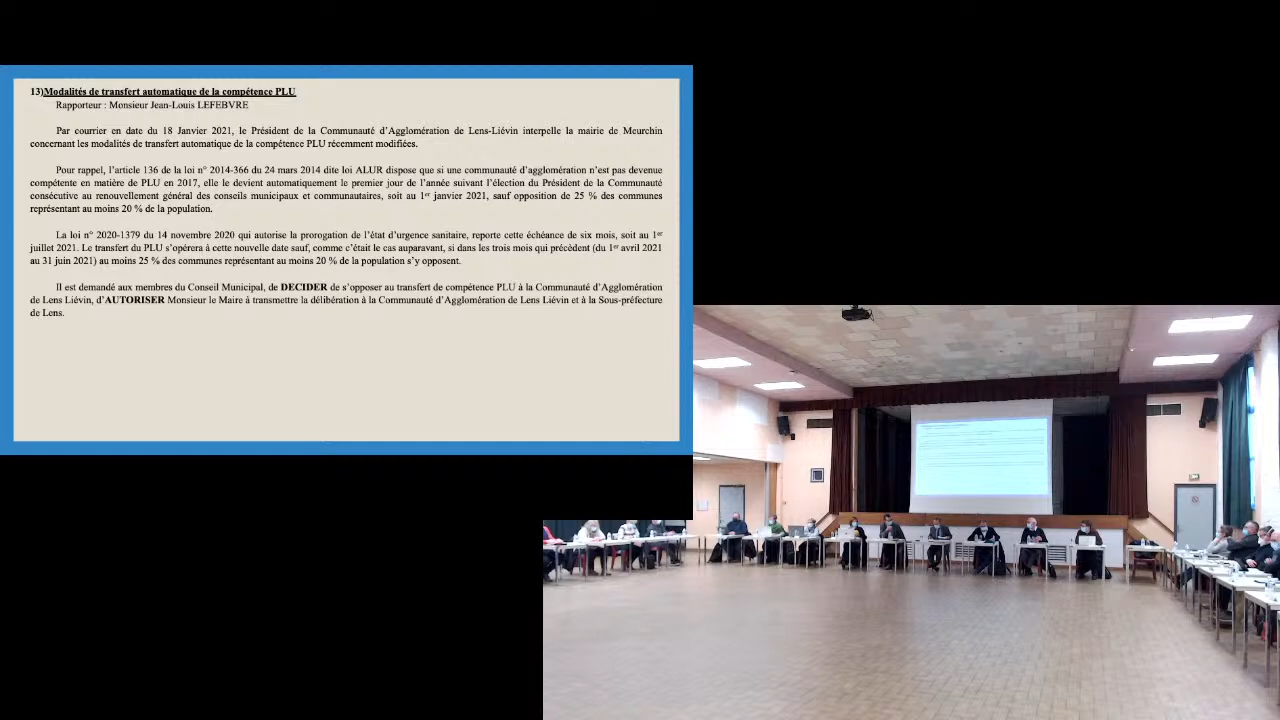 13)Modalités de transfert automatique de la compétence PLU
Rapporteur : Monsieur Jean-Louis LEFEBVRE
Par courrier en date du 18 Janvier 2021, le Président de la Communauté d'Agglomération de Lens-Liévin interpelle la mairie de Meurchin
concernant les modalités de transfert automatique de la compétence PLU récemment modifiées.
Pour rappel, l'article 136 de la loi n° 2014-366 du 24 mars 2014 dite loi ALUR dispose que si une communauté d'agglomération n'est pas devenue
compétente en matière de PLU en 2017, elle le devient automatiquement le premier jour de l'année suivant l'élection du Président de la Communauté
consécutive au renouvellement général des conseils municipaux et communautaires, soit au 1er janvier 2021, sauf opposition de 25 % des communes
représentant au moins 20 % de la population.
La loi n° 2020-1379 du 14 novembre 2020 qui autorise la prorogation de l'état d'urgence sanitaire, reporte cette échéance de six mois, soit au 1er
juillet 2021. Le transfert du PLU s'opérera à cette nouvelle date sauf, comme c'était le cas auparavant, si dans les trois mois qui précèdent (du 1er avril 2021
au 31 juin 2021) au moins 25 % des communes représentant au moins 20 % de la population s'y opposent.
Il est demandé aux membres du Conseil Municipal, de DECIDER de s'opposer au transfert de compétence PLU à la Communauté d'Agglomération
de Lens Liévin, d'AUTORISER Monsieur le Maire à transmettre la délibération à la Communauté d'Agglomération de Lens Liévin et à la Sous-préfecture
de Lens.